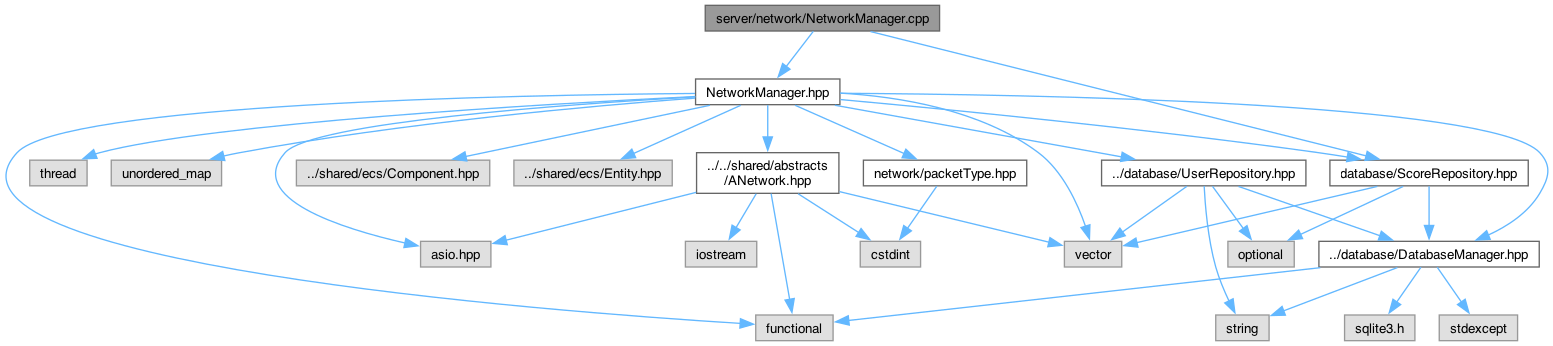 server/network/NetworkManager.cpp
NetworkManager.hpp
thread
unordered_map
../shared/ecs/Component.hpp
../shared/ecs/Entity.hpp
../../shared/abstracts
/ANetwork.hpp
network/packetType.hpp
../database/UserRepository.hpp
database/ScoreRepository.hpp
asio.hpp
iostream
cstdint
vector
optional
../database/DatabaseManager.hpp
functional
string
sqlite3.h
stdexcept